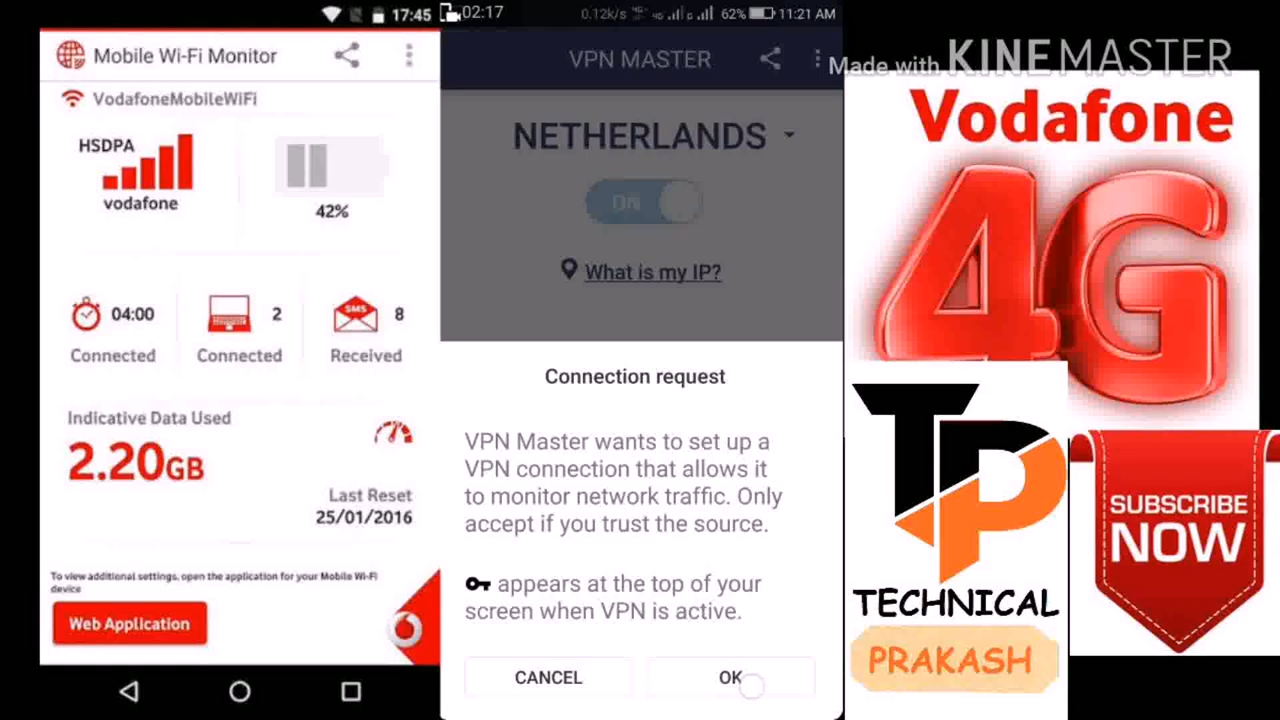 17:45
Mobile Wi-Fi Monitor
VodafoneMobileWiFi
HSDPA
vodafone
42%
04:00
Connected
2
Connected
SMS
8
Received
Indicative Data Used
2.20GB
Last Reset
25/01/2016
To view additional settings, open the application for your Mobile Wi-Fi
device
Web Application
02:17
0.12k/s
4G
62%
11:21 AM
VPN MASTER
NETHERLANDS
ON
What is my IP?
Connection request
VPN Master wants to set up a
VPN connection that allows it
to monitor network traffic. Only
accept if you trust the source.
appears at the top of your
screen when VPN is active.
CANCEL
OK
Made with KINEMASTER
Vodafone
4G
TP
TECHNICAL
PRAKASH
SUBSCRIBE
NOW